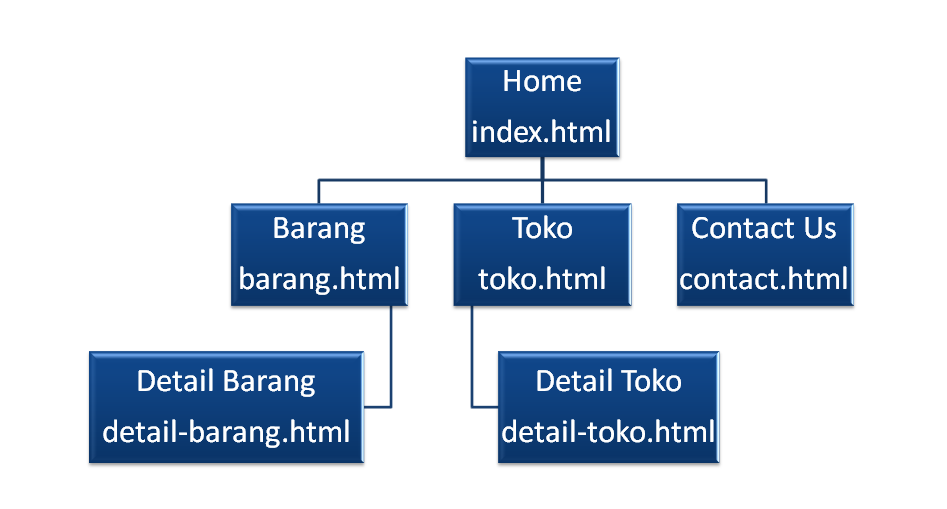 Home
index.html
Barang
barang.html
Toko
toko.html
Contact Us
contact.html
Detail Barang
detail-barang.html
Detail Toko
detail-toko.html